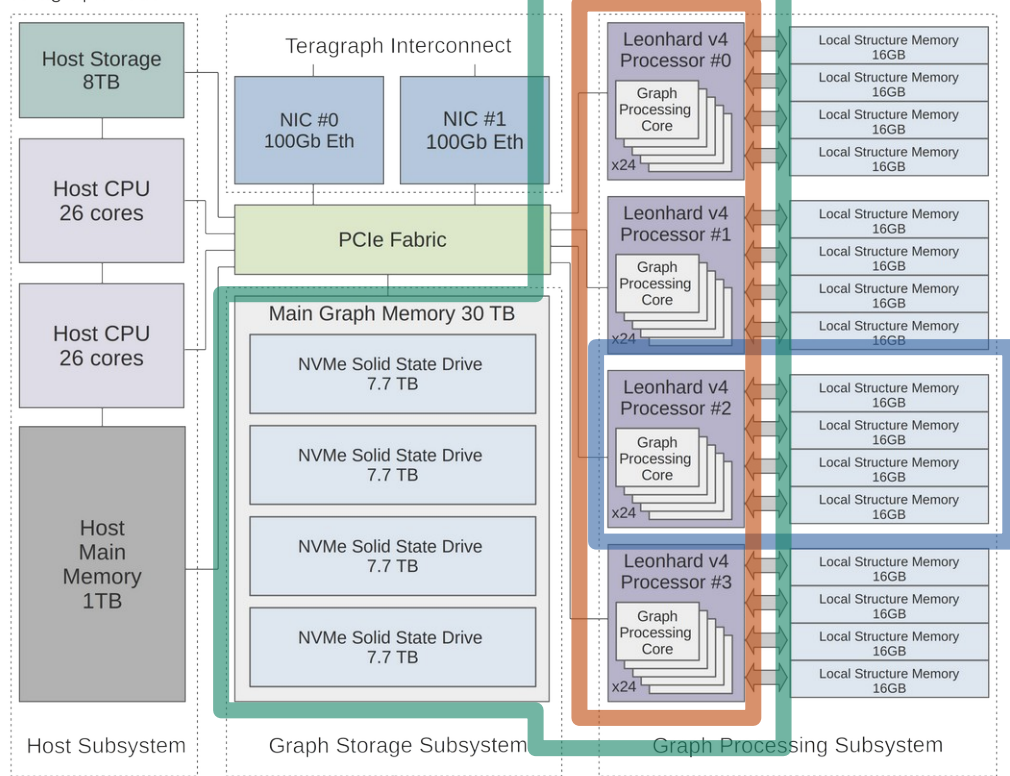 Host Storage
8TB
Host CPU
26 cores
Host CPU
26 cores
Host
Main
Memory
1TB
Host Subsystem
Teragraph Interconnect
NIC #0
100Gb Eth
NIC #1
100Gb Eth
PCIe Fabric
Main Graph Memory 30 TB
NVMe Solid State Drive
7.7 TB
NVMe Solid State Drive
7.7 TB
NVMe Solid State Drive
7.7 TB
NVMe Solid State Drive
7.7 TB
Graph Storage Subsystem
Leonhard v4
Processor #0
Graph
Processing
Core
x24
Local Structure Memory
16GB
Local Structure Memory
16GB
Local Structure Memory
16GB
Local Structure Memory
16GB
Leonhard v4
Processor #1
Graph
Processing
Core
x24
Local Structure Memory
16GB
Local Structure Memory
16GB
Local Structure Memory
16GB
Local Structure Memory
16GB
Leonhard v4
Processor #2
Graph
Processing
Core
x24
Local Structure Memory
16GB
Local Structure Memory
16GB
Local Structure Memory
16GB
Local Structure Memory
16GB
Leonhard v4
Processor #3
Graph
Processing
Core
x24
Local Structure Memory
16GB
Local Structure Memory
16GB
Local Structure Memory
16GB
Local Structure Memory
16GB
Graph Processing Subsystem